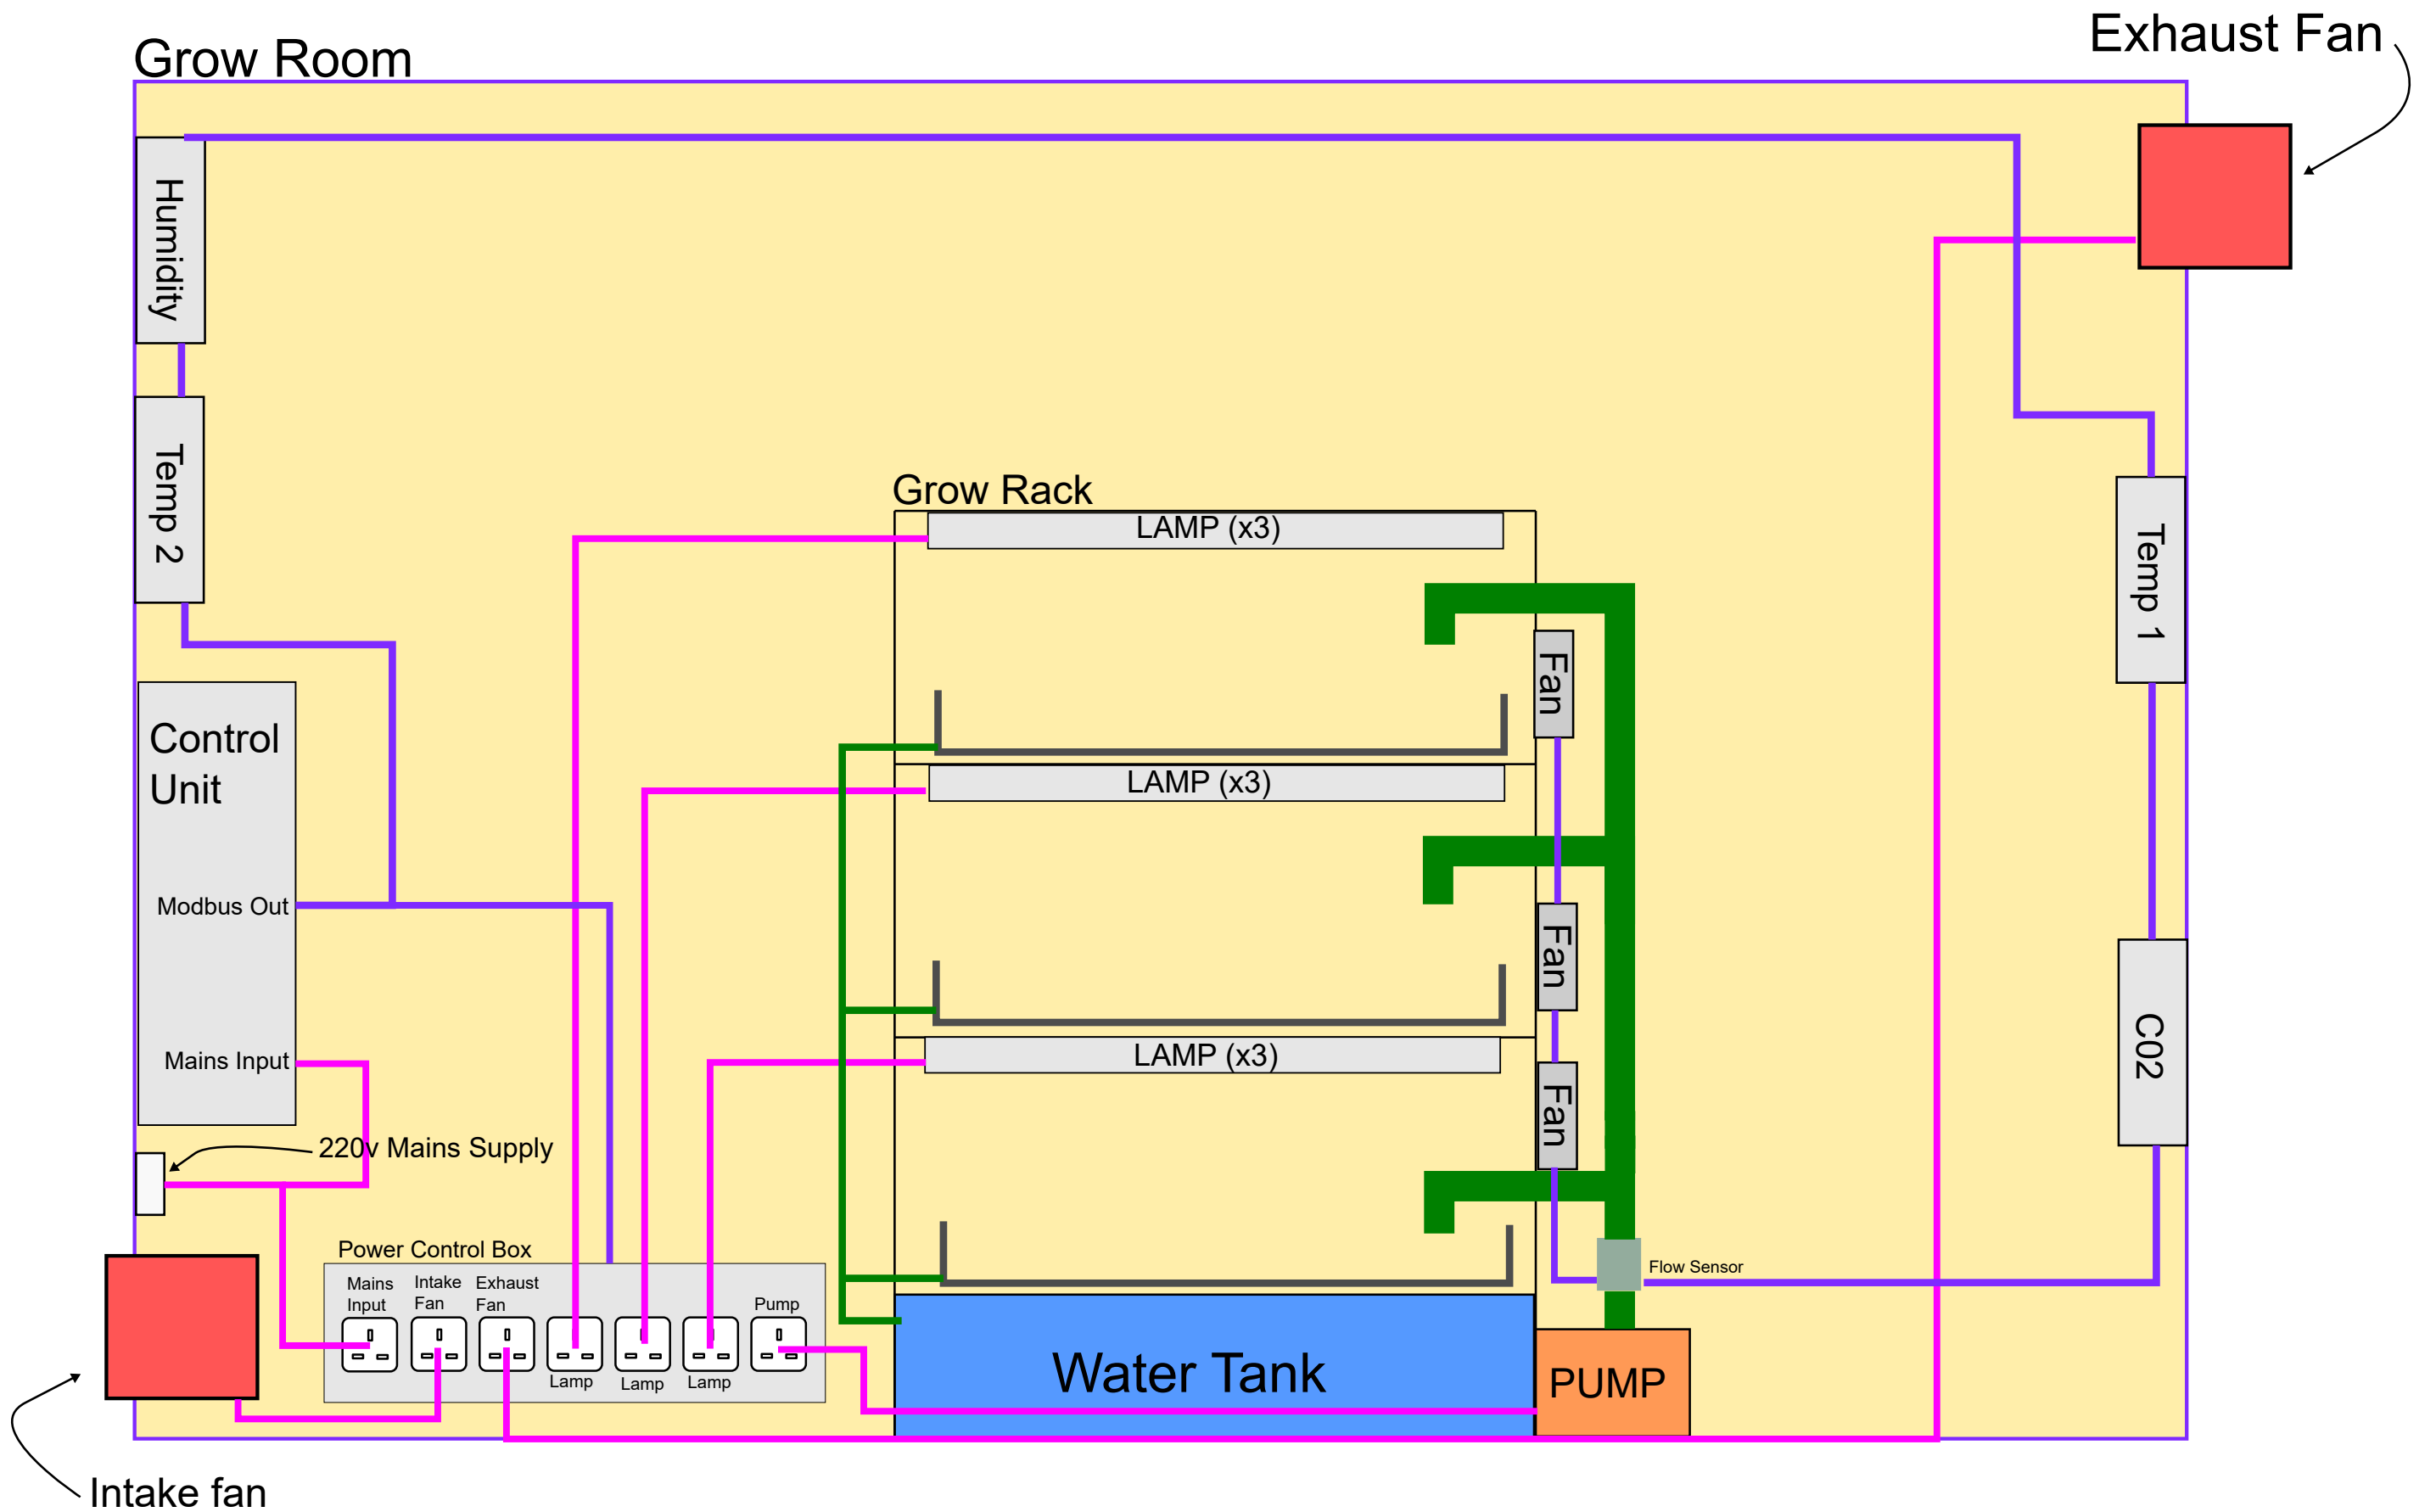 Exhaust Fan
Grow Room
Humidity
Temp 2
Grow Rack
LAMP (x3)
Temp 1
Fan
Control
Unit
LAMP (x3)
Modbus Out
Fan
C02
Mains Input
LAMP (x3)
Fan
220v Mains Supply
Power Control Box
Flow Sensor
Mains
Input
Intake
Fan
Exhaust
Fan
Pump
Lamp
Lamp
Lamp
Water Tank
PUMP
Intake fan